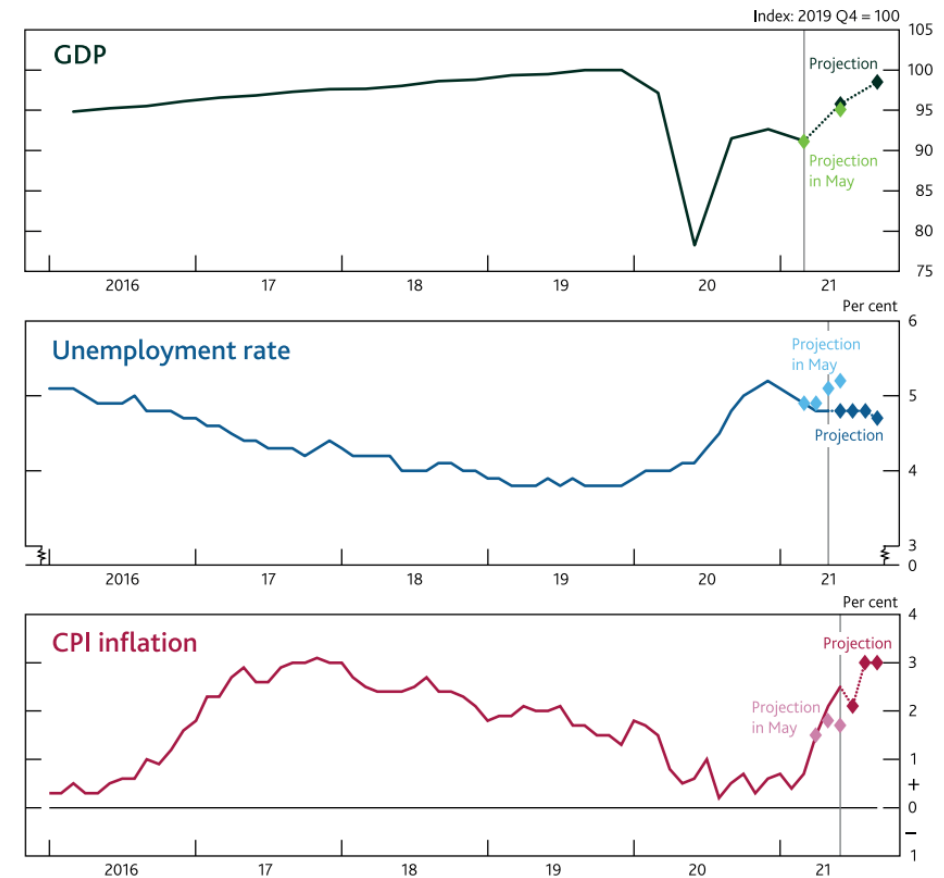 Index: 2019 Q4 = 100
GDP
105
Projection
100
95
Projection
in May
90
85
80
75
2016 17 18 19 20 21
Per cent
Unemployment rate
6
Projection
in May
5
Projection
4
3
0
2016 17 18 19 20 21
Per cent
CPI inflation
4
Projection
3
Projection
in May
2
1
+
0
–
1
2016 17 18 19 20 21